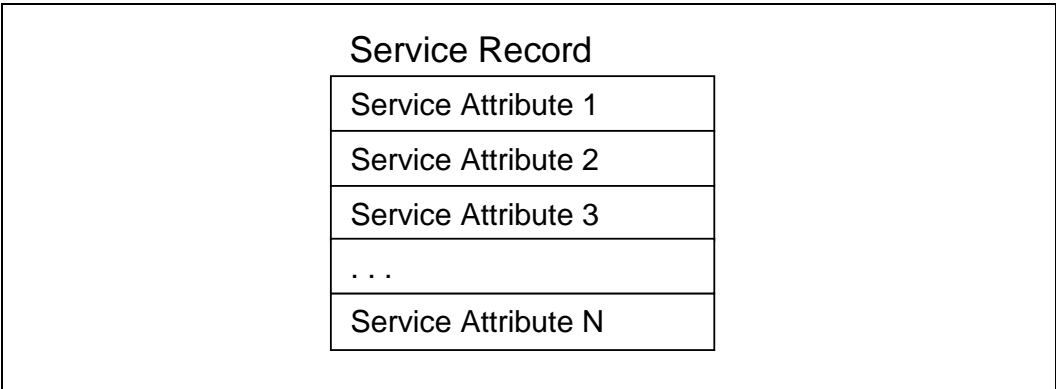 Service Record
Service Attribute 1
Service Attribute 2
Service Attribute 3
. . .
Service Attribute N